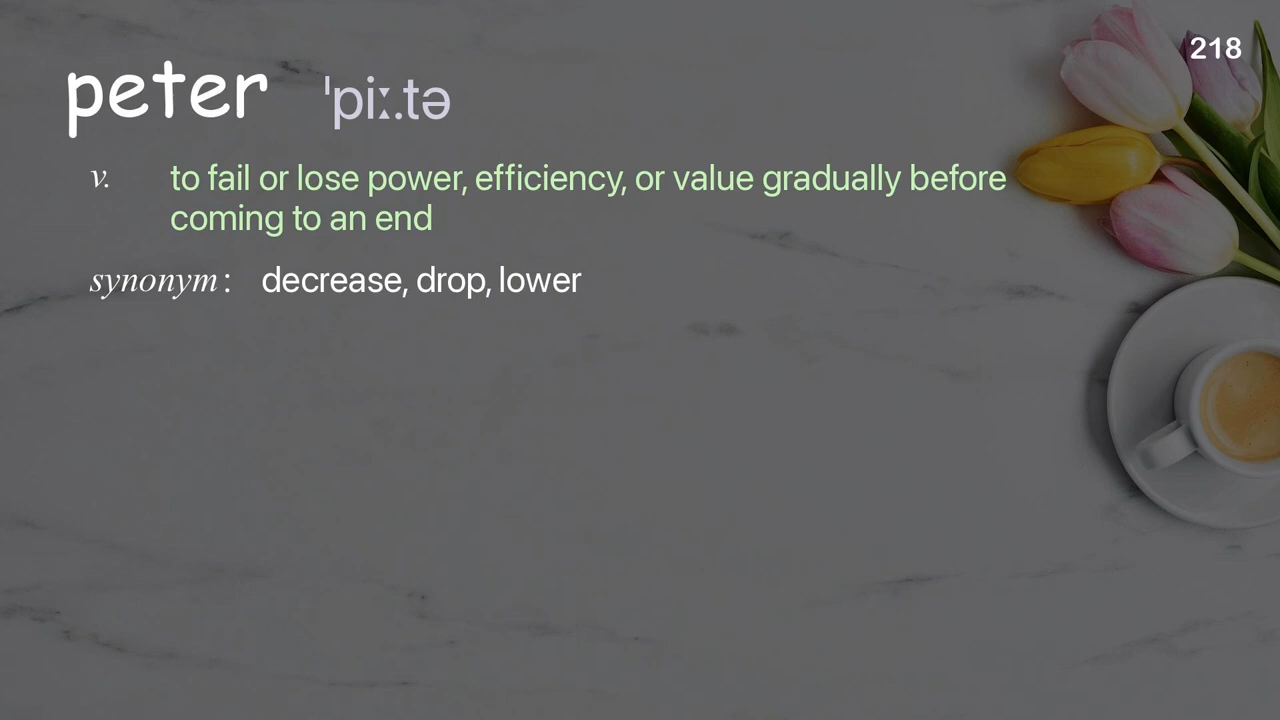 218
peter ˈpiː.tə
v. to fail or lose power, efficiency, or value gradually before
coming to an end
synonym: decrease, drop, lower